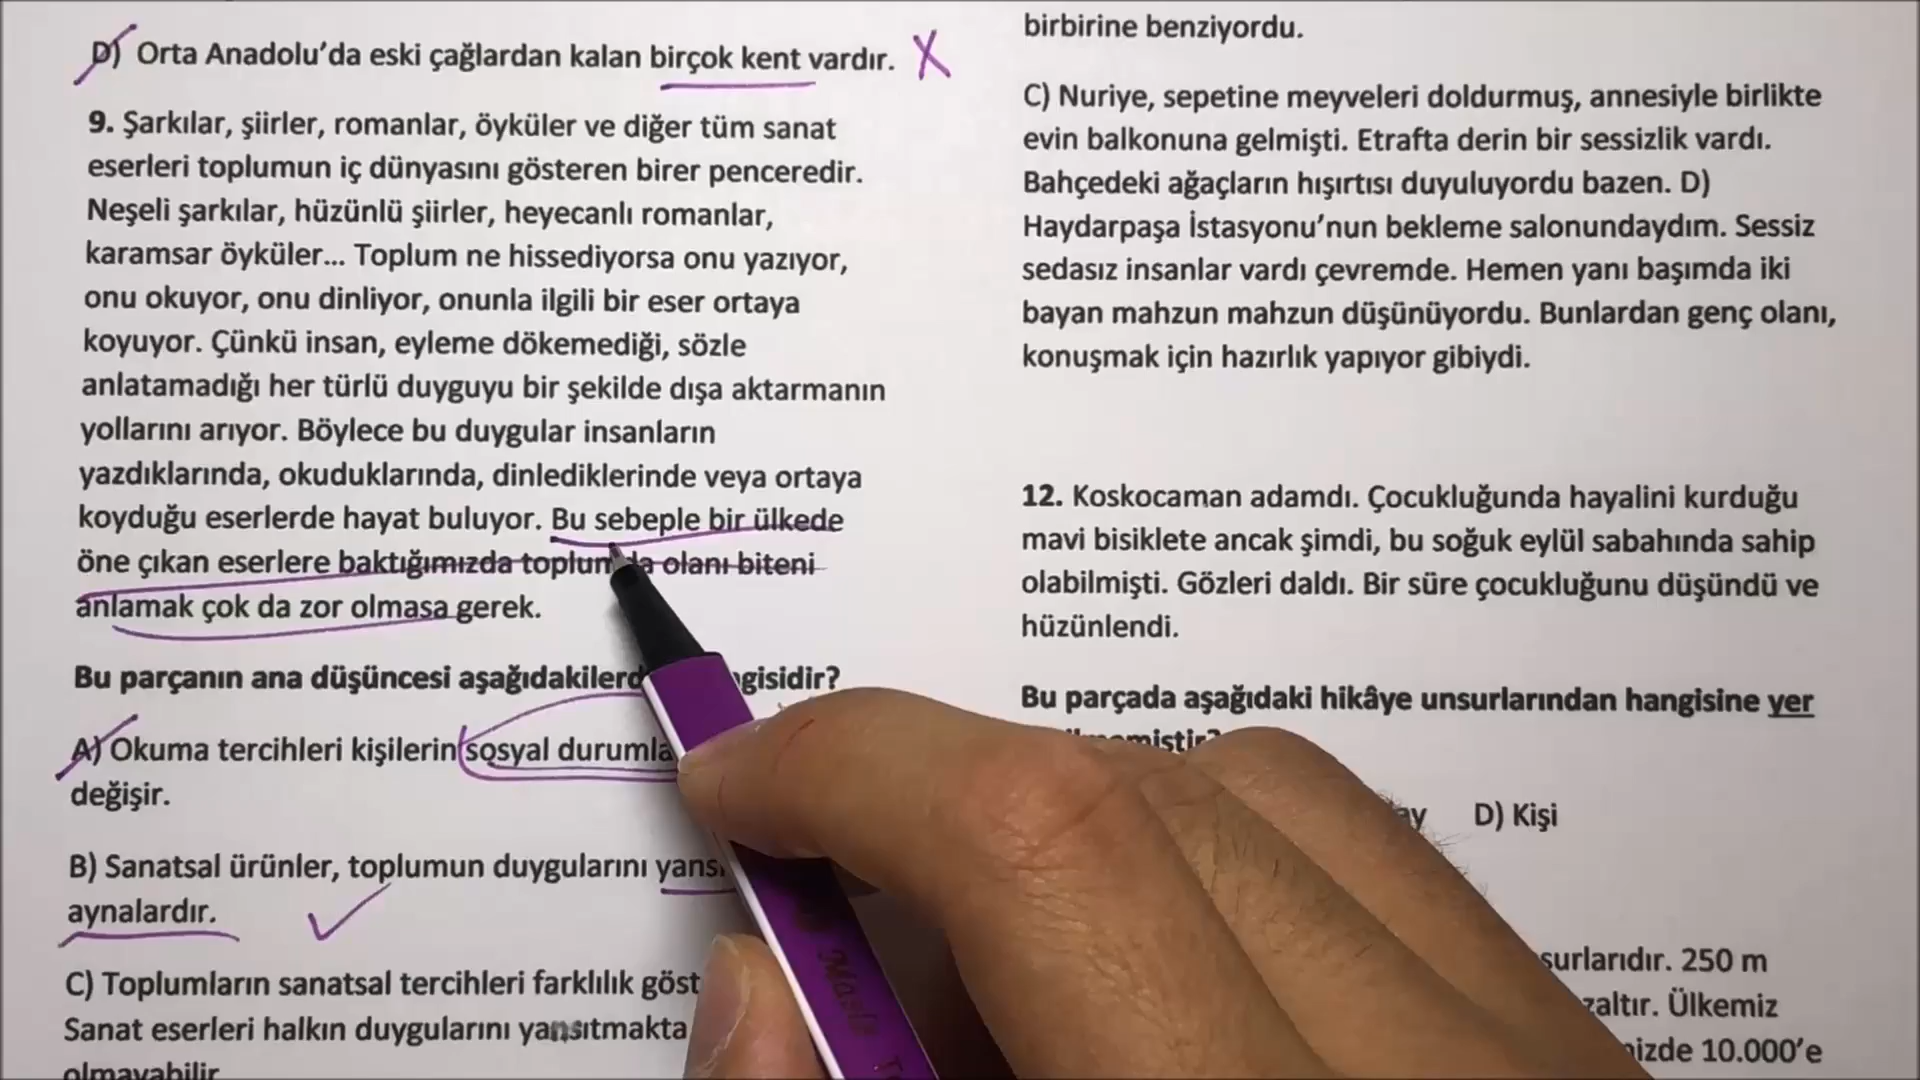 D) Orta Anadolu’da eski çağlardan kalan birçok kent vardır. X
9. Şarkılar, şiirler, romanlar, öyküler ve diğer tüm sanat
eserleri toplumun iç dünyasını gösteren birer penceredir.
Neşeli şarkılar, hüzünlü şiirler, heyecanlı romanlar,
karamsar öyküler... Toplum ne hissediyorsa onu yazıyor,
onu okuyor, onu dinliyor, onunla ilgili bir eser ortaya
koyuyor. Çünkü insan, eyleme dökemediği, sözle
anlatamadığı her türlü duyguyu bir şekilde dışa aktarmanın
yollarını arıyor. Böylece bu duygular insanların
yazdıklarında, okuduklarında, dinlediklerinde veya ortaya
koyduğu eserlerde hayat buluyor. Bu sebeple bir ülkede
öne çıkan eserlere baktığımızda toplumda olanı biteni
anlamak çok da zor olmasa gerek.
Bu parçanın ana düşüncesi aşağıdakilerd gisidir?
A) Okuma tercihleri kişilerin sosyal durumla
değişir.
B) Sanatsal ürünler, toplumun duygularını yans
aynalardır.
C) Toplumların sanatsal tercihleri farklılık göst
Sanat eserleri halkın duygularını yansıtmakta
olmayabilir
birbirine benziyordu.
C) Nuriye, sepetine meyveleri doldurmuş, annesiyle birlikte
evin balkonuna gelmişti. Etrafta derin bir sessizlik vardı.
Bahçedeki ağaçların hışırtısı duyuluyordu bazen. D)
Haydarpaşa İstasyonu’nun bekleme salonundaydım. Sessiz
sedasız insanlar vardı çevremde. Hemen yanı başımda iki
bayan mahzun mahzun düşünüyordu. Bunlardan genç olanı,
konuşmak için hazırlık yapıyor gibiydi.
12. Koskocaman adamdı. Çocukluğunda hayalini kurduğu
mavi bisiklete ancak şimdi, bu soğuk eylül sabahında sahip
olabilmişti. Gözleri daldı. Bir süre çocukluğunu düşündü ve
hüzünlendi.
Bu parçada aşağıdaki hikâye unsurlarından hangisine yer
D) Kişi
surlarıdır. 250 m
zaltır. Ülkemiz
izde 10.000’e